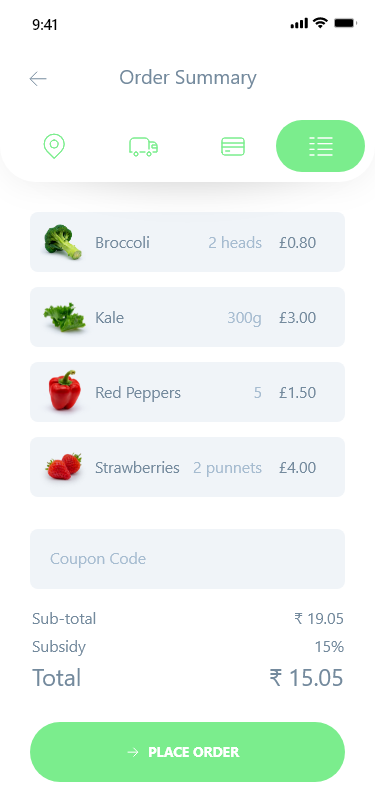 9:41
Order Summary
Broccoli 2 heads £0.80
Kale 300g £3.00
Red Peppers 5 £1.50
Strawberries 2 punnets £4.00
Coupon Code
Sub-total ₹ 19.05
Subsidy 15%
Total ₹ 15.05
PLACE ORDER